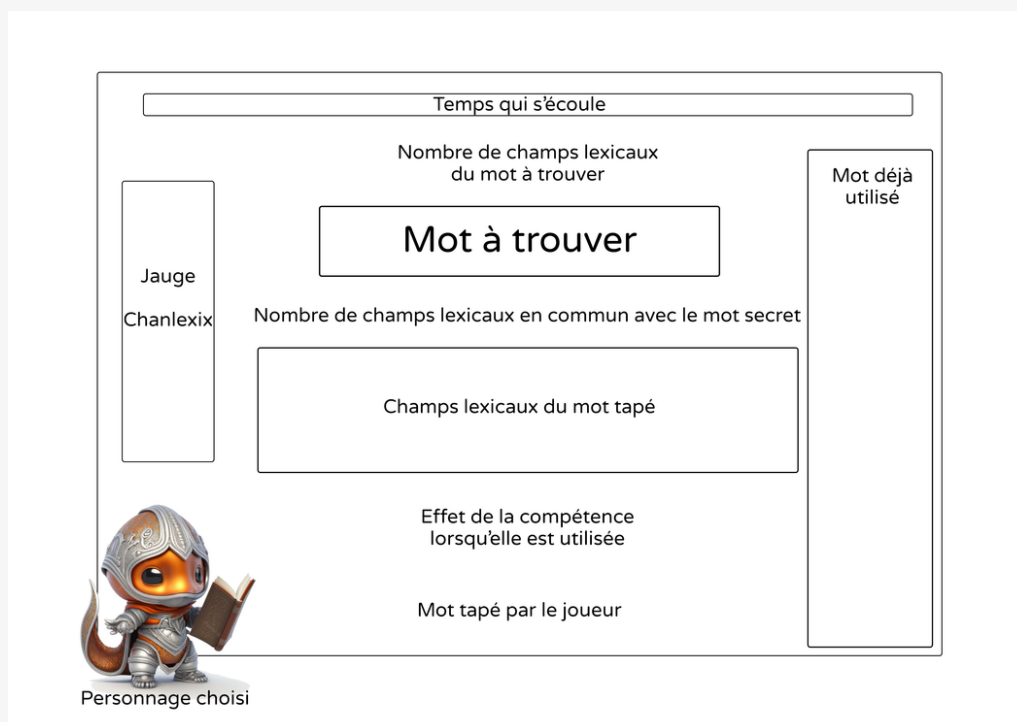 Temps qui s'écoule
Nombre de champs lexicaux
du mot à trouver
Mot déjà
utilisé
Mot à trouver
Jauge
Chanlexix
Nombre de champs lexicaux en commun avec le mot secret
Champs lexicaux du mot tapé
Effet de la compétence
lorsqu'elle est utilisée
Mot tapé par le joueur
Personnage choisi